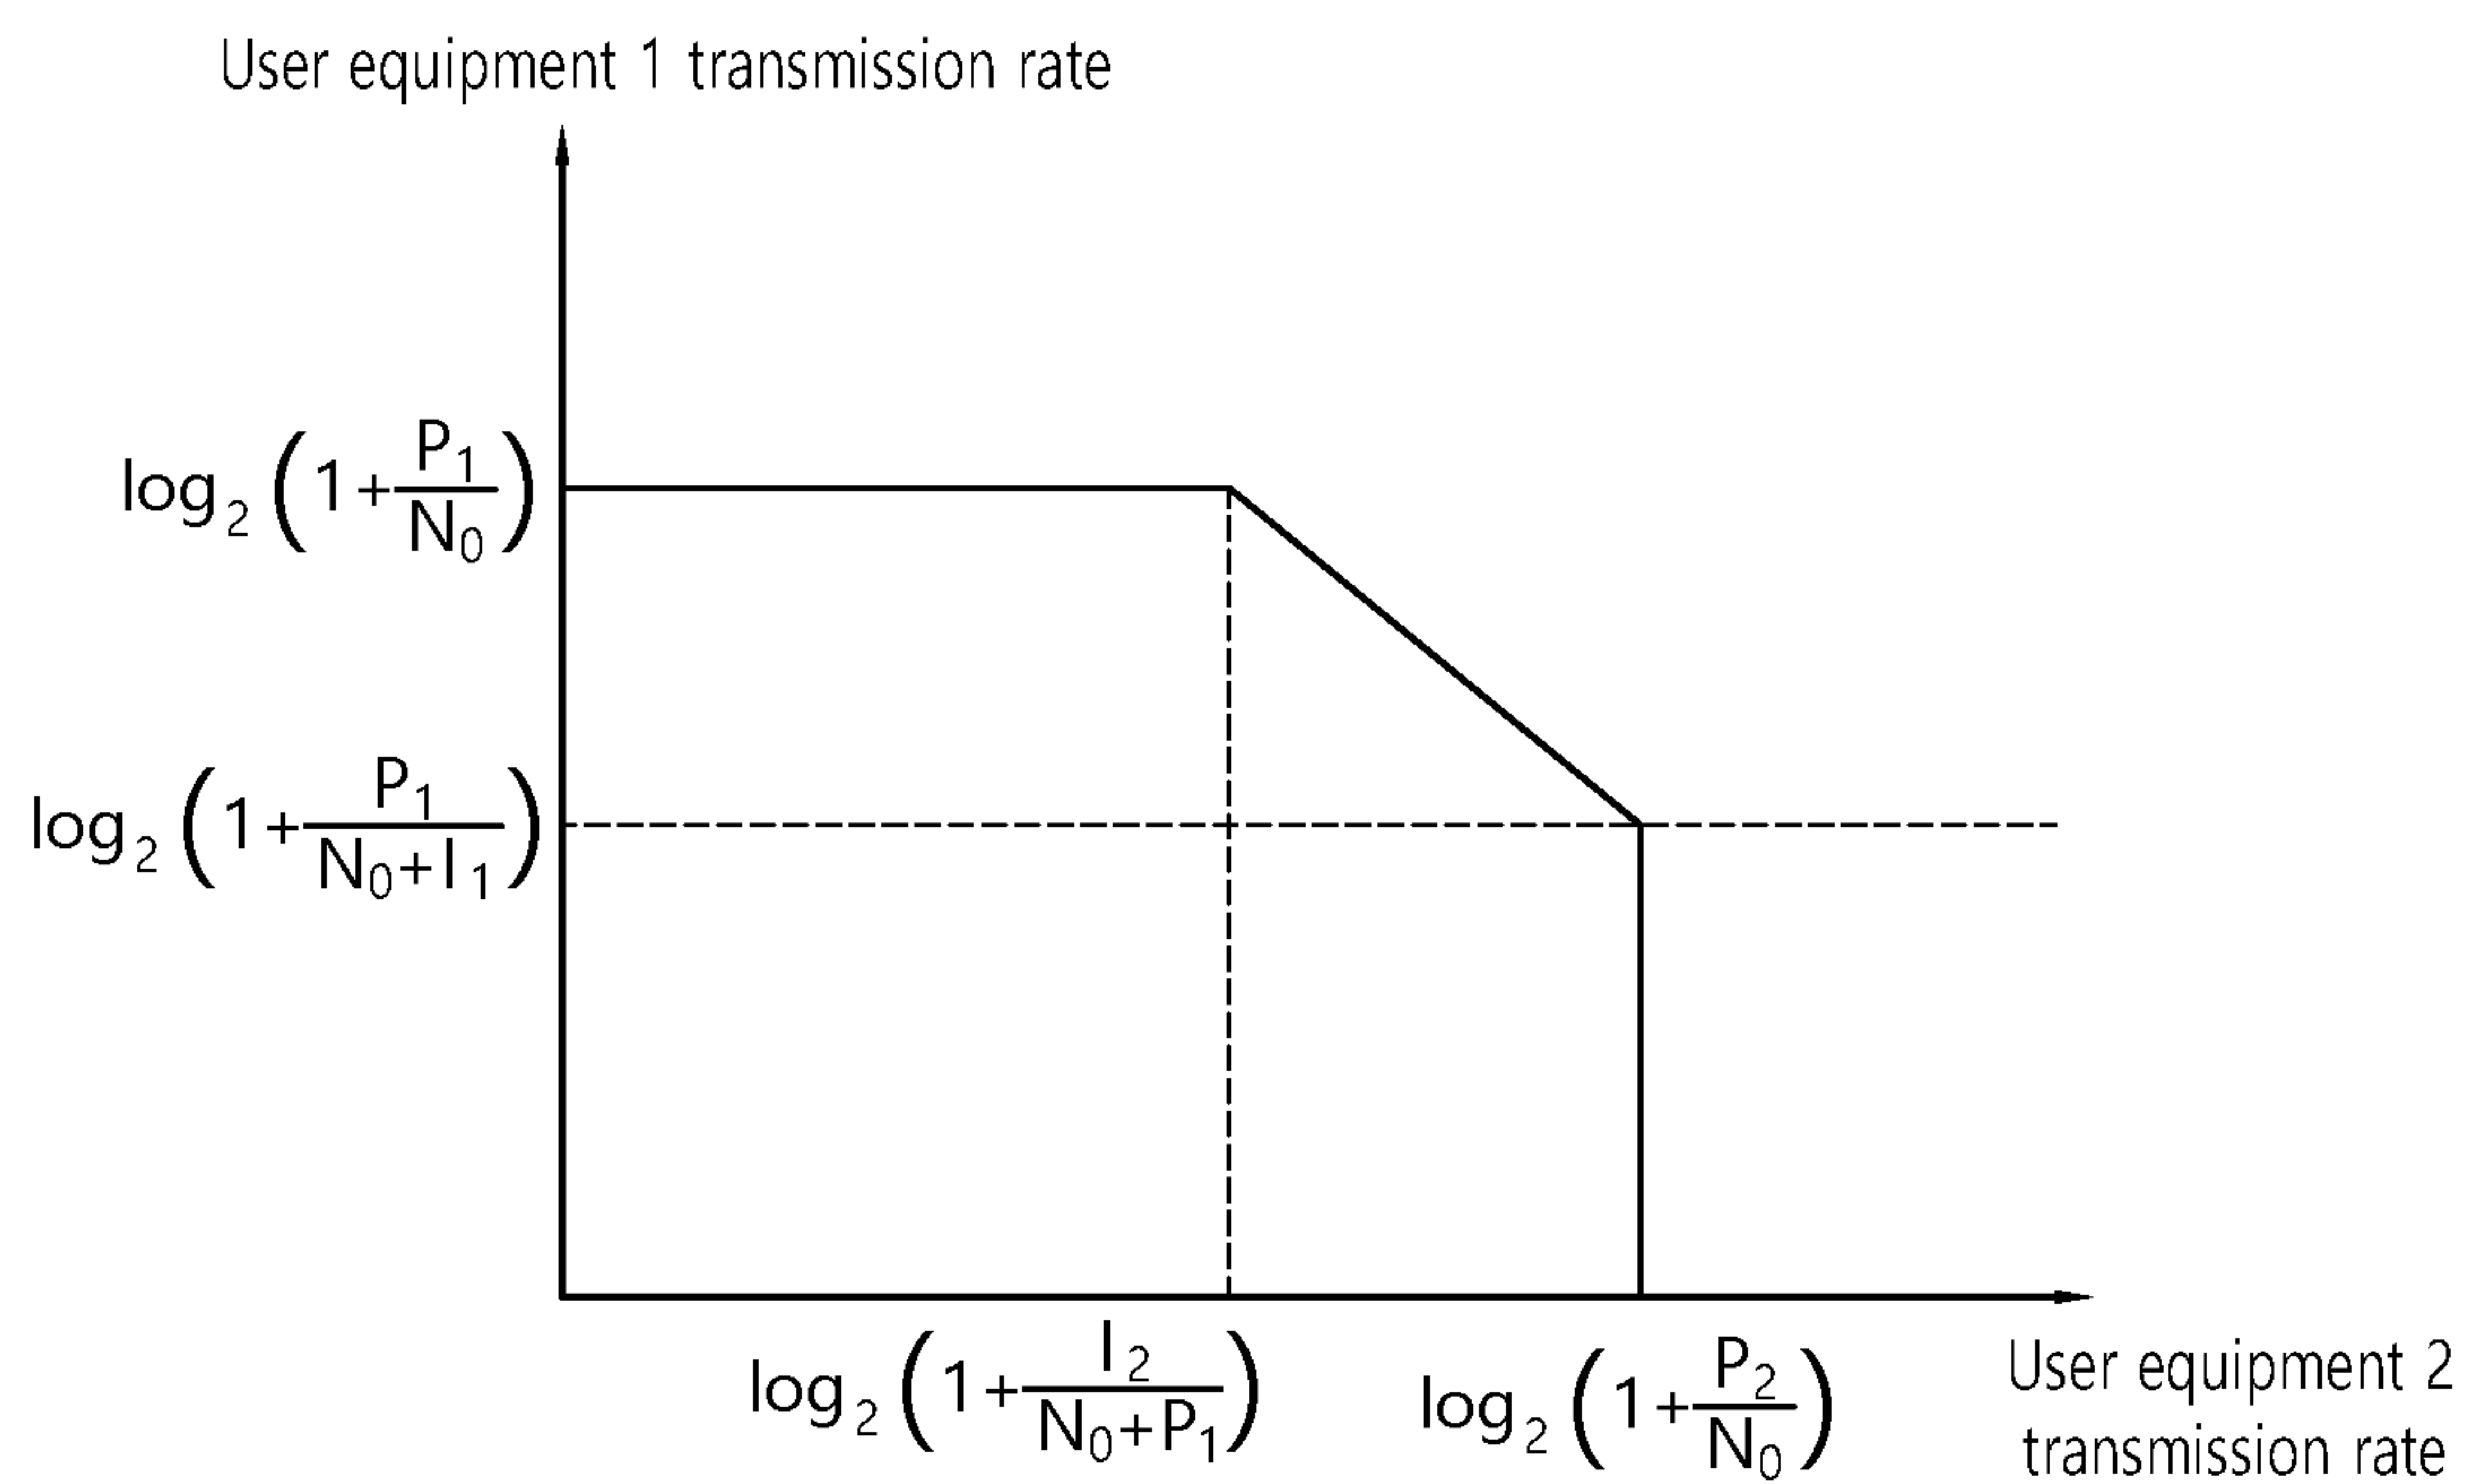 User equipment 1 transmission rate
log₂(1+P₁/N₀)
log₂(1+P₁/(N₀+I₁))
log₂(1+I₂/(N₀+P₁))
log₂(1+P₂/N₀)
User equipment 2
transmission rate